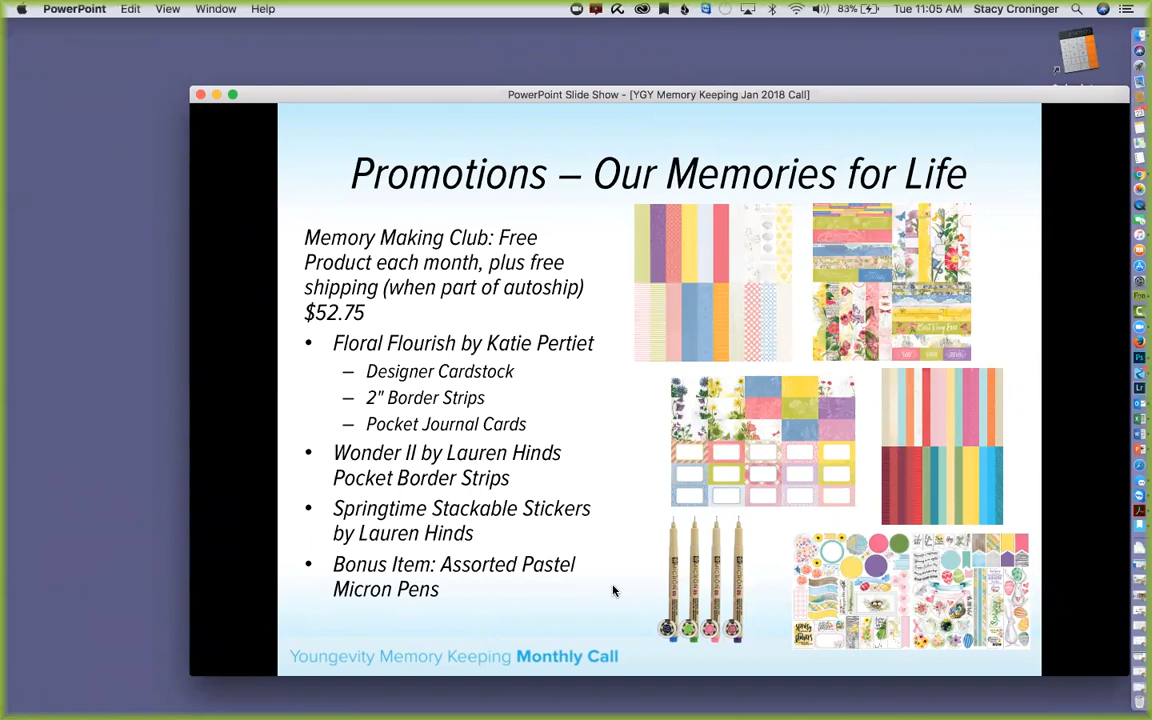 PowerPoint Edit View Window Help 83% Tue 11:05 AM Stacy Croninger
PowerPoint Slide Show - [YGY Memory Keeping Jan 2018 Call]
Promotions – Our Memories for Life
Memory Making Club: Free
Product each month, plus free
shipping (when part of autoship)
$52.75
• Floral Flourish by Katie Pertiet
– Designer Cardstock
– 2" Border Strips
– Pocket Journal Cards
• Wonder II by Lauren Hinds
Pocket Border Strips
• Springtime Stackable Stickers
by Lauren Hinds
• Bonus Item: Assorted Pastel
Micron Pens
Youngevity Memory Keeping Monthly Call